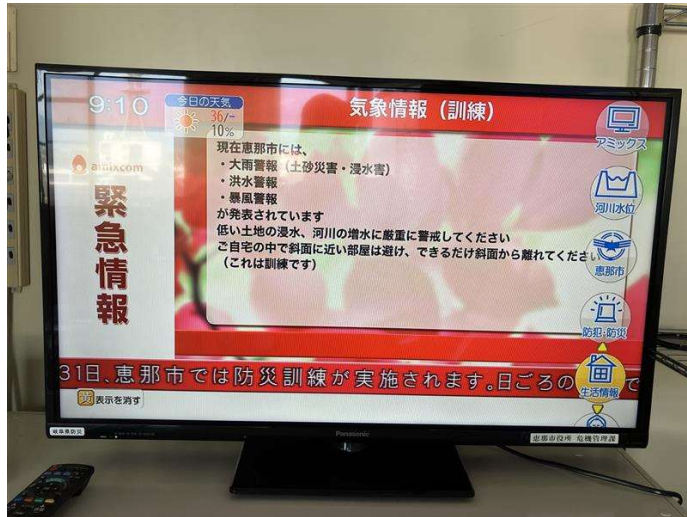 9:10
今日の天気
36/-
10%
気象情報（訓練）
amixcom
緊急情報
現在恵那市には、
・大雨警報（土砂災害・浸水害）
・洪水警報
・暴風警報
が発表されています
低い土地の浸水、河川の増水に厳重に警戒してください
ご自宅の中で斜面に近い部屋は避け、できるだけ斜面から離れてください
（これは訓練です）
アミックス
河川水位
恵那市
防犯・防災
生活情報
31日、恵那市では防災訓練が実施されます。日ごろの
で
黄 表示を消す
岐阜県防災
Panasonic
恵那市役所 危機管理課